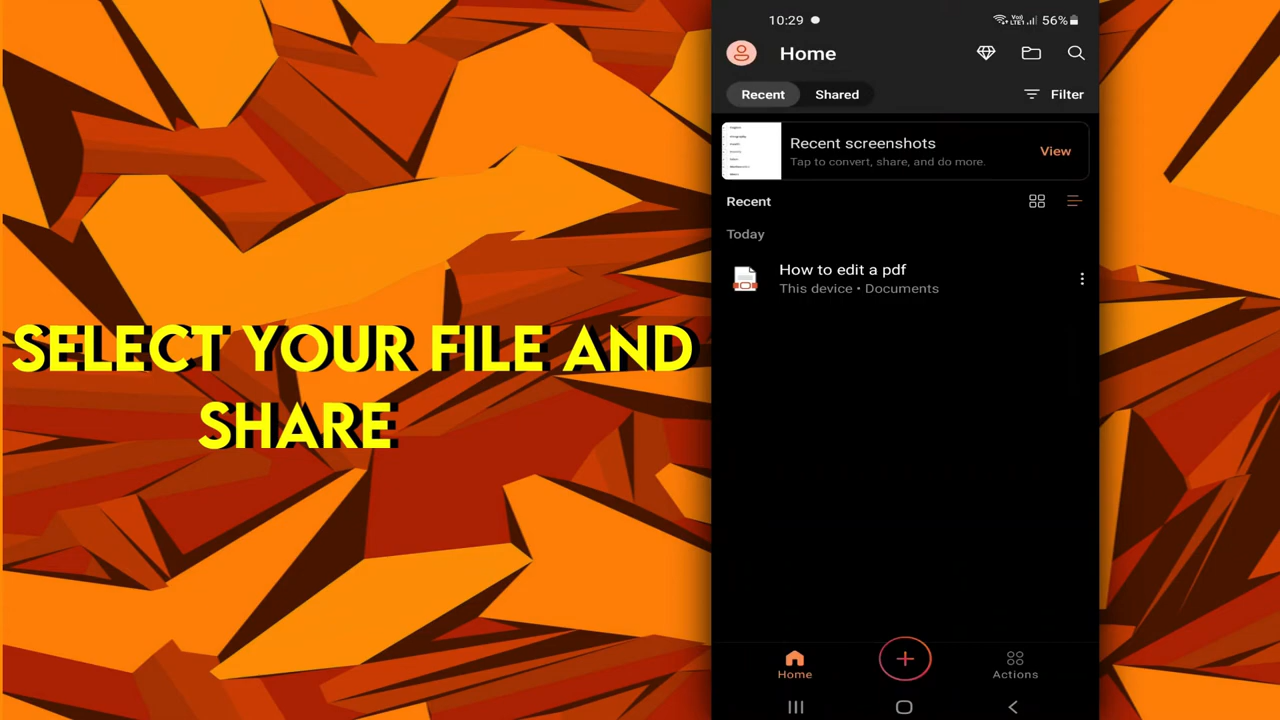 SELECT YOUR FILE AND
SHARE
10:29
56%
Home
Recent Shared
Filter
Recent screenshots
Tap to convert, share, and do more.
View
Recent
Today
How to edit a pdf
This device • Documents
Home
Actions